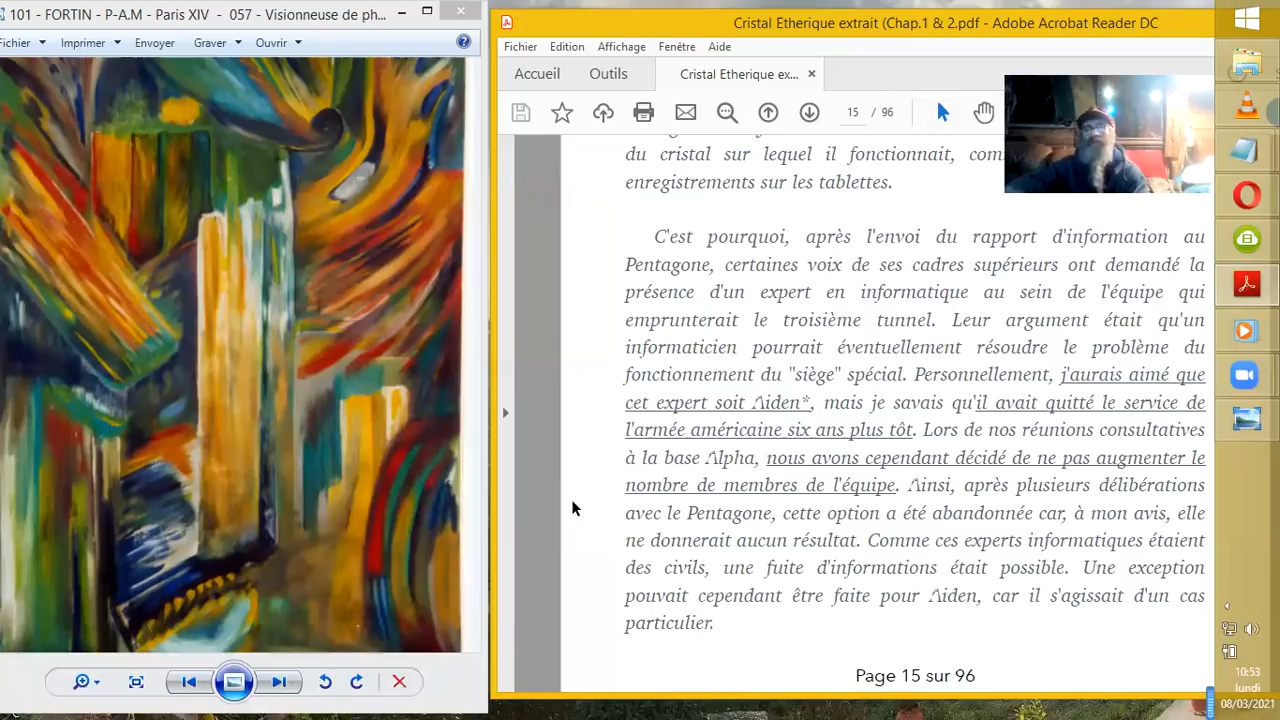 101 - FORTIN - P-A.M - Paris XIV - 057 - Visionneuse de ph...
Fichier Imprimer Envoyer Graver Ouvrir
Cristal Etherique extrait (Chap.1 & 2.pdf - Adobe Acrobat Reader DC
Fichier Edition Affichage Fenêtre Aide
Accueil Outils Cristal Etherique ex...
15 / 96
du cristal sur lequel il fonctionnait,
enregistrements sur les tablettes.
C'est pourquoi, après l'envoi du rapport d'information au
Pentagone, certaines voix de ses cadres supérieurs ont demandé la
présence d'un expert en informatique au sein de l'équipe qui
emprunterait le troisième tunnel. Leur argument était qu'un
informaticien pourrait éventuellement résoudre le problème du
fonctionnement du "siège" spécial. Personnellement, j'aurais aimé que
cet expert soit Aiden*, mais je savais qu'il avait quitté le service de
l'armée américaine six ans plus tôt. Lors de nos réunions consultatives
à la base Alpha, nous avons cependant décidé de ne pas augmenter le
nombre de membres de l'équipe. Ainsi, après plusieurs délibérations
avec le Pentagone, cette option a été abandonnée car, à mon avis, elle
ne donnerait aucun résultat. Comme ces experts informatiques étaient
des civils, une fuite d'informations était possible. Une exception
pouvait cependant être faite pour Aiden, car il s'agissait d'un cas
particulier.
Page 15 sur 96
10:53
lundi
08/03/2021